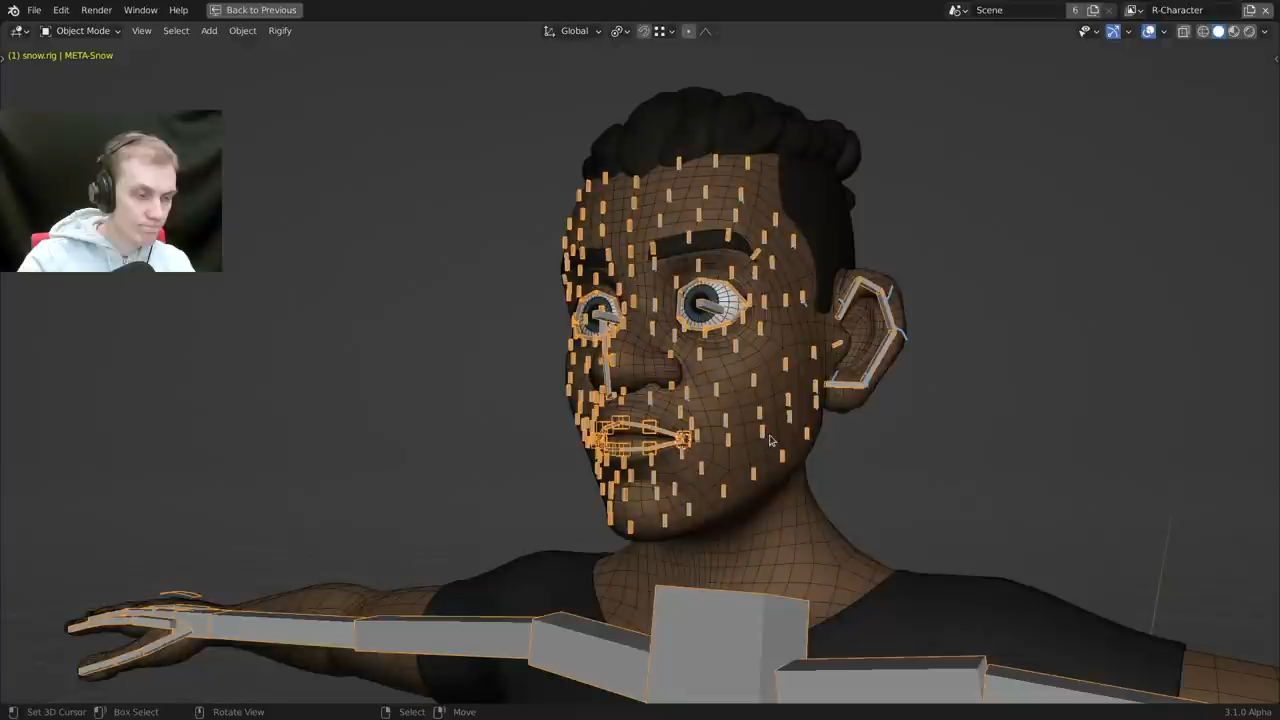 File Edit Render Window Help Back to Previous Scene 6 R-Character
Object Mode View Select Add Object Rigify Global
(1) snow.rig | META-Snow
Set 3D Cursor Box Select Rotate View Select Move 3.1.0 Alpha